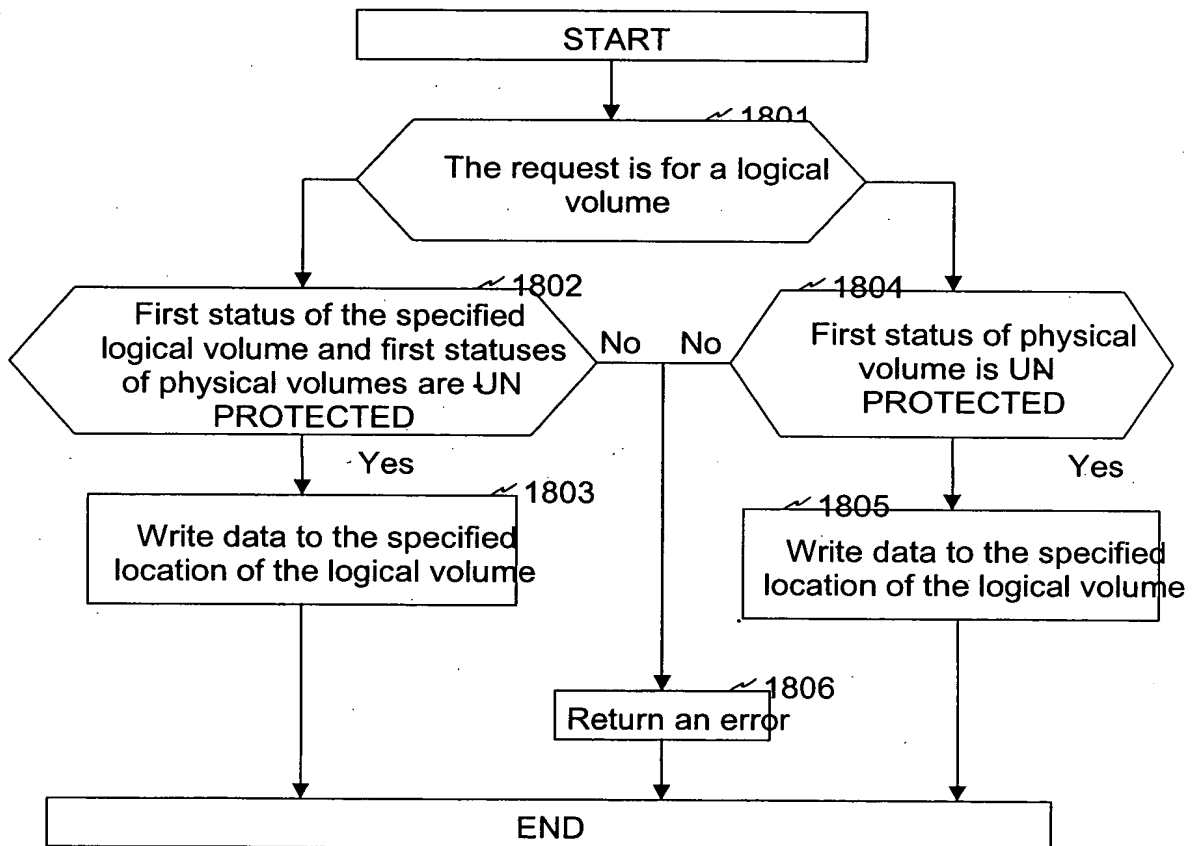 START
1801
The request is for a logical
volume
1802
First status of the specified
logical volume and first statuses
of physical volumes are UN
PROTECTED
No
No
1804
First status of physical
volume is UN
PROTECTED
Yes
Yes
1803
Write data to the specified
location of the logical volume
1805
Write data to the specified
location of the logical volume
1806
Return an error
END